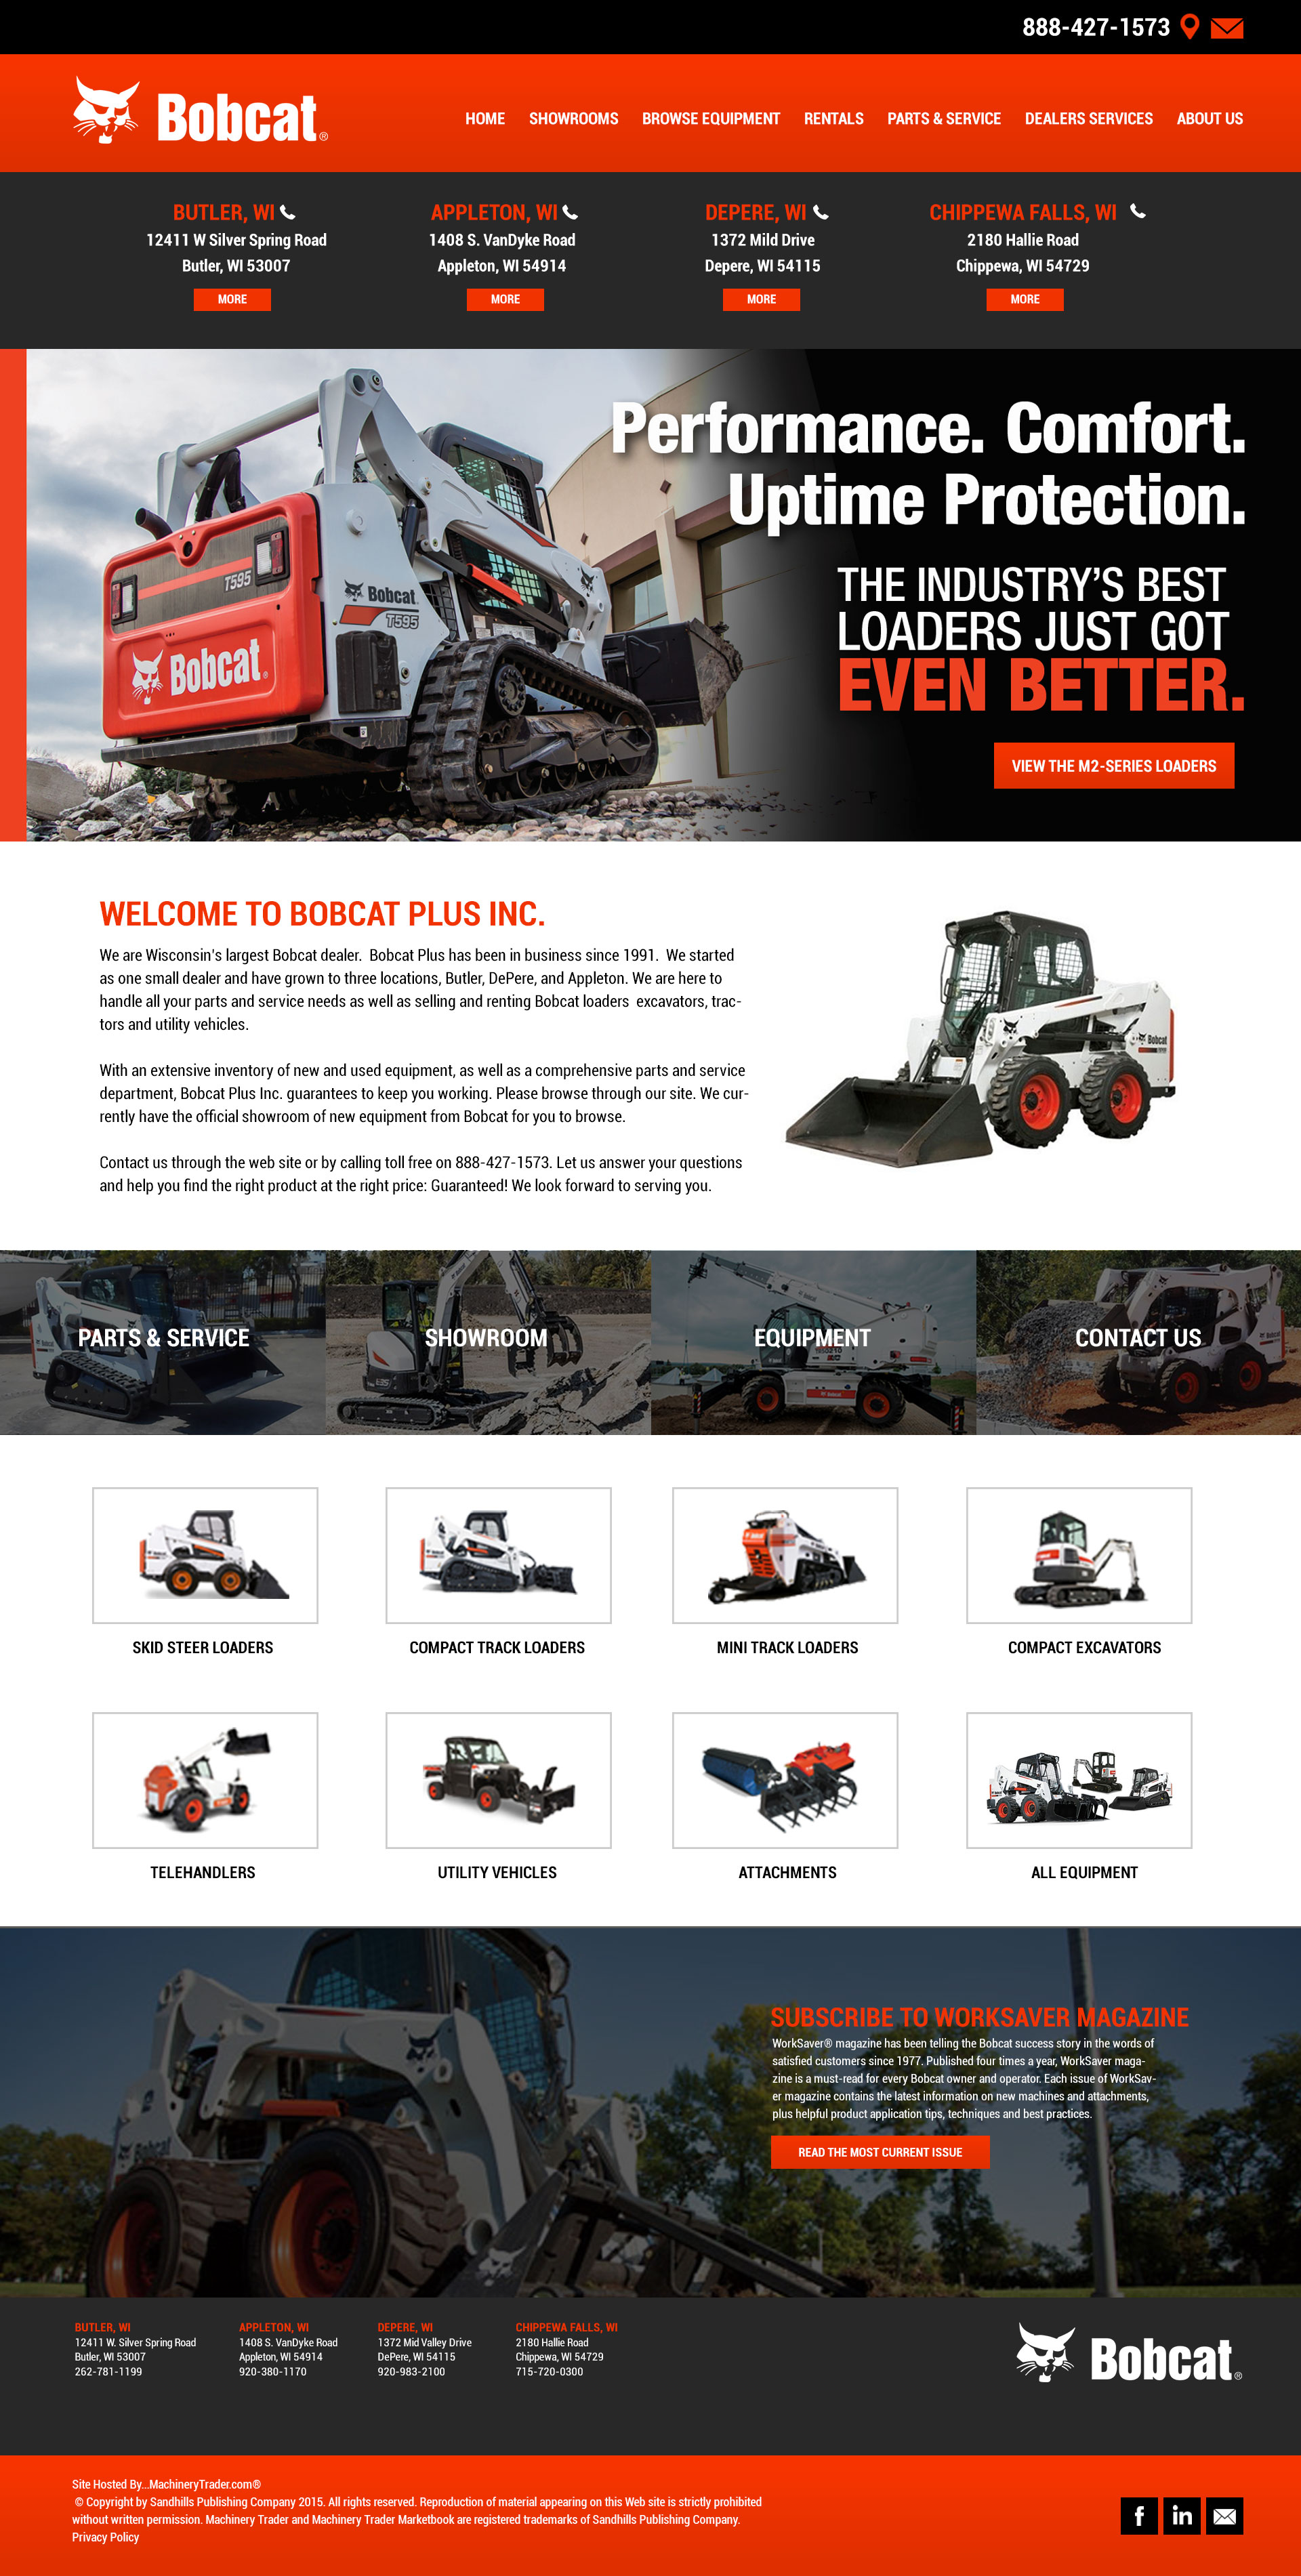 888-427-1573
Bobcat®
HOME SHOWROOMS BROWSE EQUIPMENT RENTALS PARTS & SERVICE DEALERS SERVICES ABOUT US
BUTLER, WI
12411 W Silver Spring Road
Butler, WI 53007
MORE
APPLETON, WI
1408 S. VanDyke Road
Appleton, WI 54914
MORE
DEPERE, WI
1372 Mild Drive
Depere, WI 54115
MORE
CHIPPEWA FALLS, WI
2180 Hallie Road
Chippewa, WI 54729
MORE
T595
Bobcat
T595
Bobcat®
Performance. Comfort.
Uptime Protection.
THE INDUSTRY’S BEST
LOADERS JUST GOT
EVEN BETTER.
VIEW THE M2-SERIES LOADERS
WELCOME TO BOBCAT PLUS INC.
We are Wisconsin's largest Bobcat dealer.  Bobcat Plus has been in business since 1991.  We started
as one small dealer and have grown to three locations, Butler, DePere, and Appleton. We are here to
handle all your parts and service needs as well as selling and renting Bobcat loaders  excavators, trac-
tors and utility vehicles.
With an extensive inventory of new and used equipment, as well as a comprehensive parts and service
department, Bobcat Plus Inc. guarantees to keep you working. Please browse through our site. We cur-
rently have the official showroom of new equipment from Bobcat for you to browse.
Contact us through the web site or by calling toll free on 888-427-1573. Let us answer your questions
and help you find the right product at the right price: Guaranteed! We look forward to serving you.
Bobcat
PARTS & SERVICE
SHOWROOM
E35
EQUIPMENT
Bobcat
CONTACT US
SKID STEER LOADERS
COMPACT TRACK LOADERS
MINI TRACK LOADERS
COMPACT EXCAVATORS
TELEHANDLERS
UTILITY VEHICLES
ATTACHMENTS
ALL EQUIPMENT
SUBSCRIBE TO WORKSAVER MAGAZINE
WorkSaver® magazine has been telling the Bobcat success story in the words of
satisfied customers since 1977. Published four times a year, WorkSaver maga-
zine is a must-read for every Bobcat owner and operator. Each issue of WorkSav-
er magazine contains the latest information on new machines and attachments,
plus helpful product application tips, techniques and best practices.
READ THE MOST CURRENT ISSUE
BUTLER, WI
12411 W. Silver Spring Road
Butler, WI 53007
262-781-1199
APPLETON, WI
1408 S. VanDyke Road
Appleton, WI 54914
920-380-1170
DEPERE, WI
1372 Mid Valley Drive
DePere, WI 54115
920-983-2100
CHIPPEWA FALLS, WI
2180 Hallie Road
Chippewa, WI 54729
715-720-0300
Bobcat®
Site Hosted By...MachineryTrader.com®
© Copyright by Sandhills Publishing Company 2015. All rights reserved. Reproduction of material appearing on this Web site is strictly prohibited
without written permission. Machinery Trader and Machinery Trader Marketbook are registered trademarks of Sandhills Publishing Company.
Privacy Policy
f
in